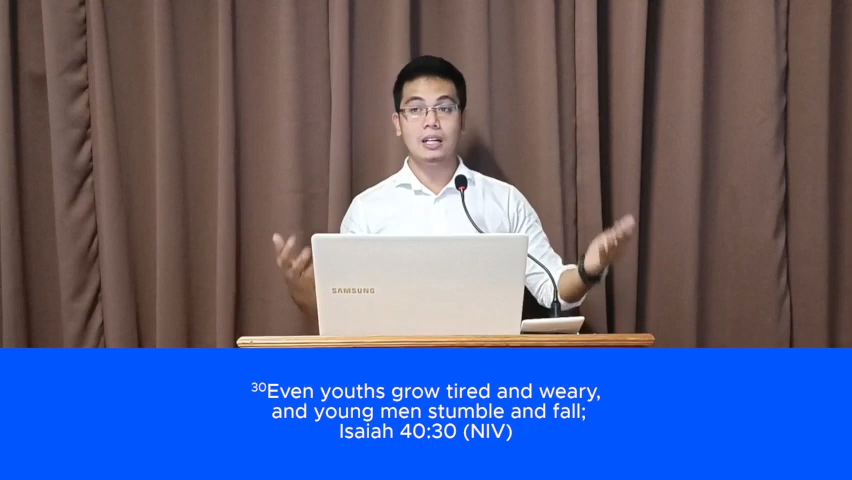 SAMSUNG
³⁰Even youths grow tired and weary,
and young men stumble and fall;
Isaiah 40:30 (NIV)